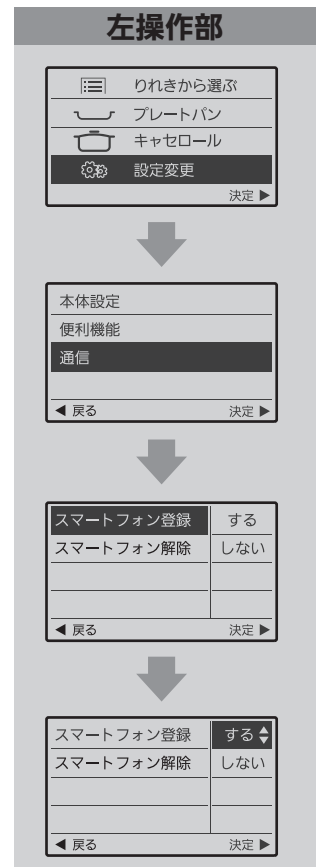 左操作部
りれきから選ぶ
プレートパン
キャセロール
設定変更
決定 ▶
本体設定
便利機能
通信
◀ 戻る 決定 ▶
スマートフォン登録 する
スマートフォン解除 しない
◀ 戻る 決定 ▶
スマートフォン登録 する
スマートフォン解除 しない
◀ 戻る 決定 ▶